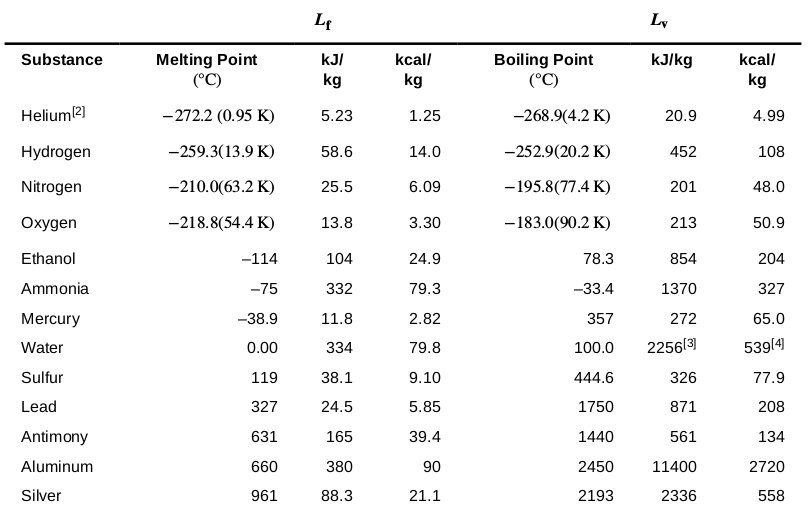 Lf Lv
Substance Melting Point (°C) kJ/kg kcal/kg Boiling Point (°C) kJ/kg kcal/kg
Helium[2] −272.2 (0.95 K) 5.23 1.25 −268.9(4.2 K) 20.9 4.99
Hydrogen −259.3(13.9 K) 58.6 14.0 −252.9(20.2 K) 452 108
Nitrogen −210.0(63.2 K) 25.5 6.09 −195.8(77.4 K) 201 48.0
Oxygen −218.8(54.4 K) 13.8 3.30 −183.0(90.2 K) 213 50.9
Ethanol –114 104 24.9 78.3 854 204
Ammonia –75 332 79.3 –33.4 1370 327
Mercury –38.9 11.8 2.82 357 272 65.0
Water 0.00 334 79.8 100.0 2256[3] 539[4]
Sulfur 119 38.1 9.10 444.6 326 77.9
Lead 327 24.5 5.85 1750 871 208
Antimony 631 165 39.4 1440 561 134
Aluminum 660 380 90 2450 11400 2720
Silver 961 88.3 21.1 2193 2336 558